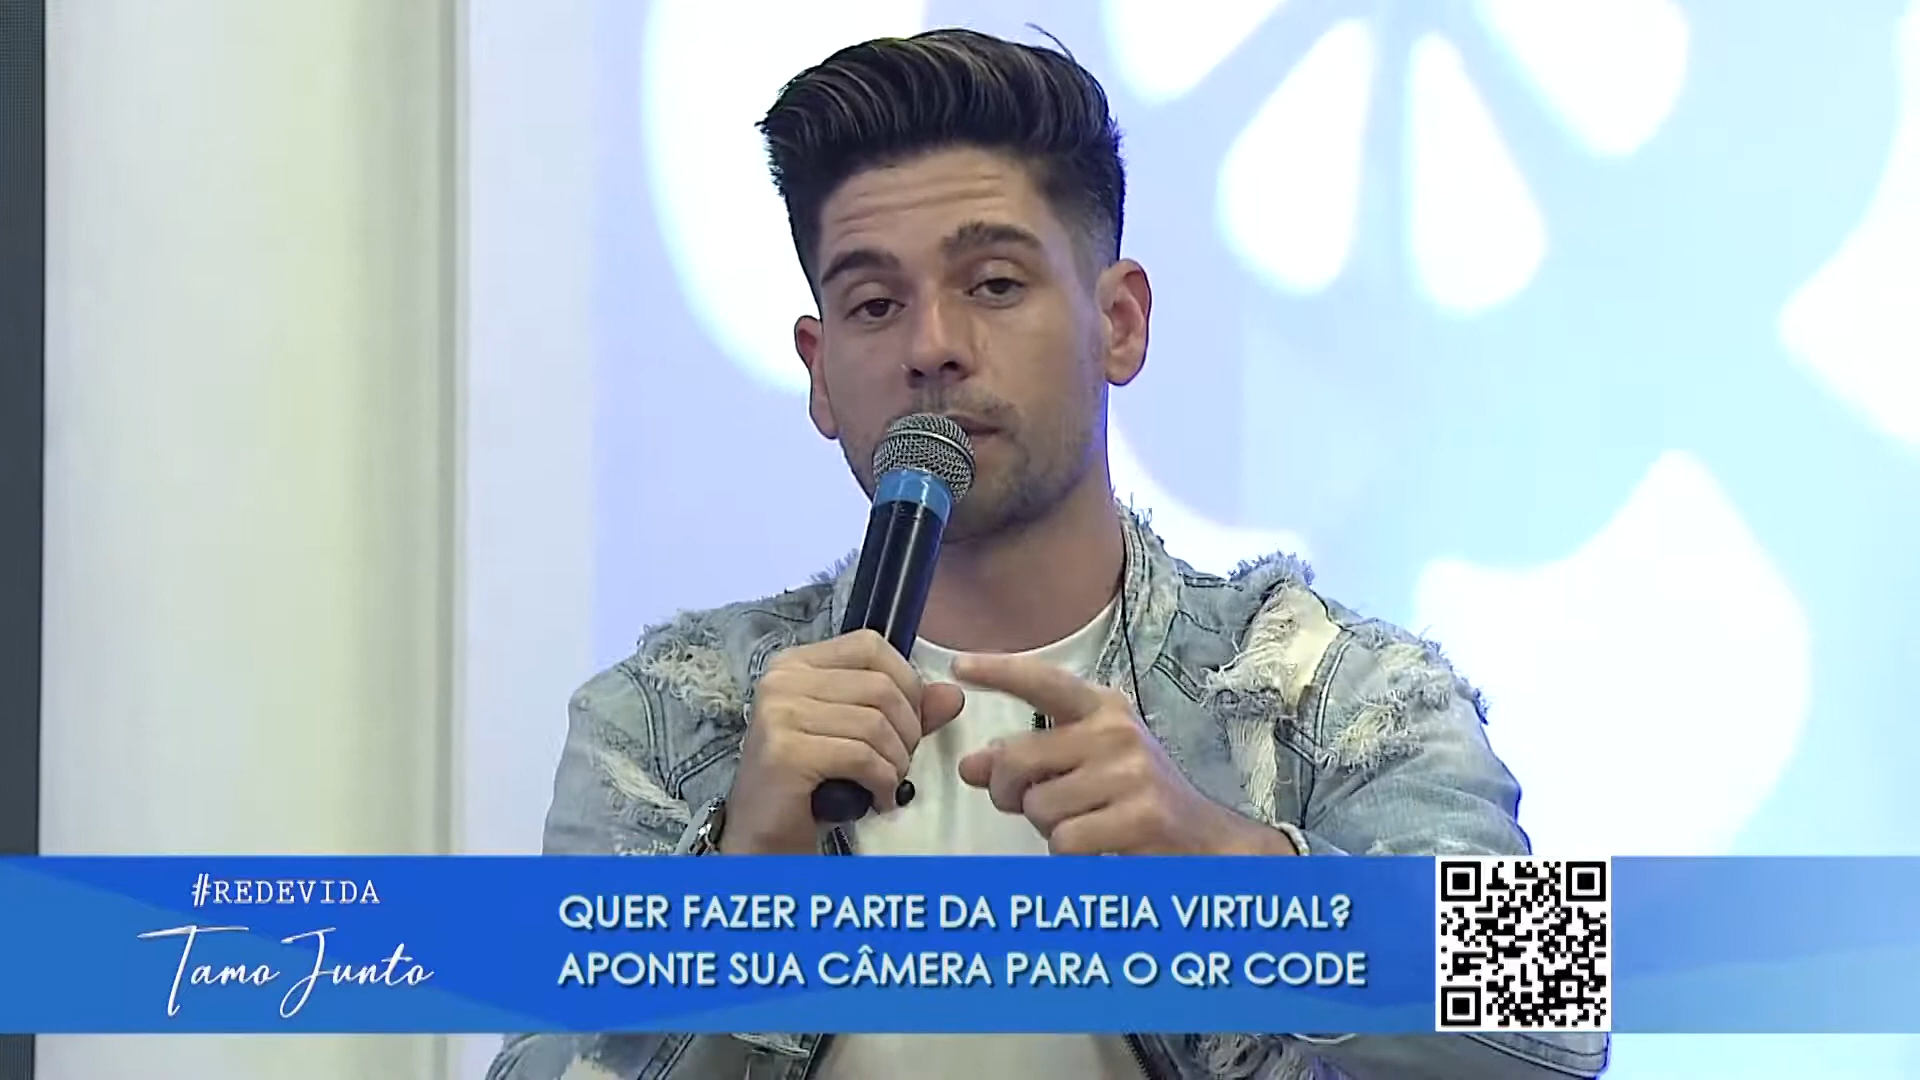 #REDEVIDA
Tamo Junto
QUER FAZER PARTE DA PLATEIA VIRTUAL?
APONTE SUA CÂMERA PARA O QR CODE